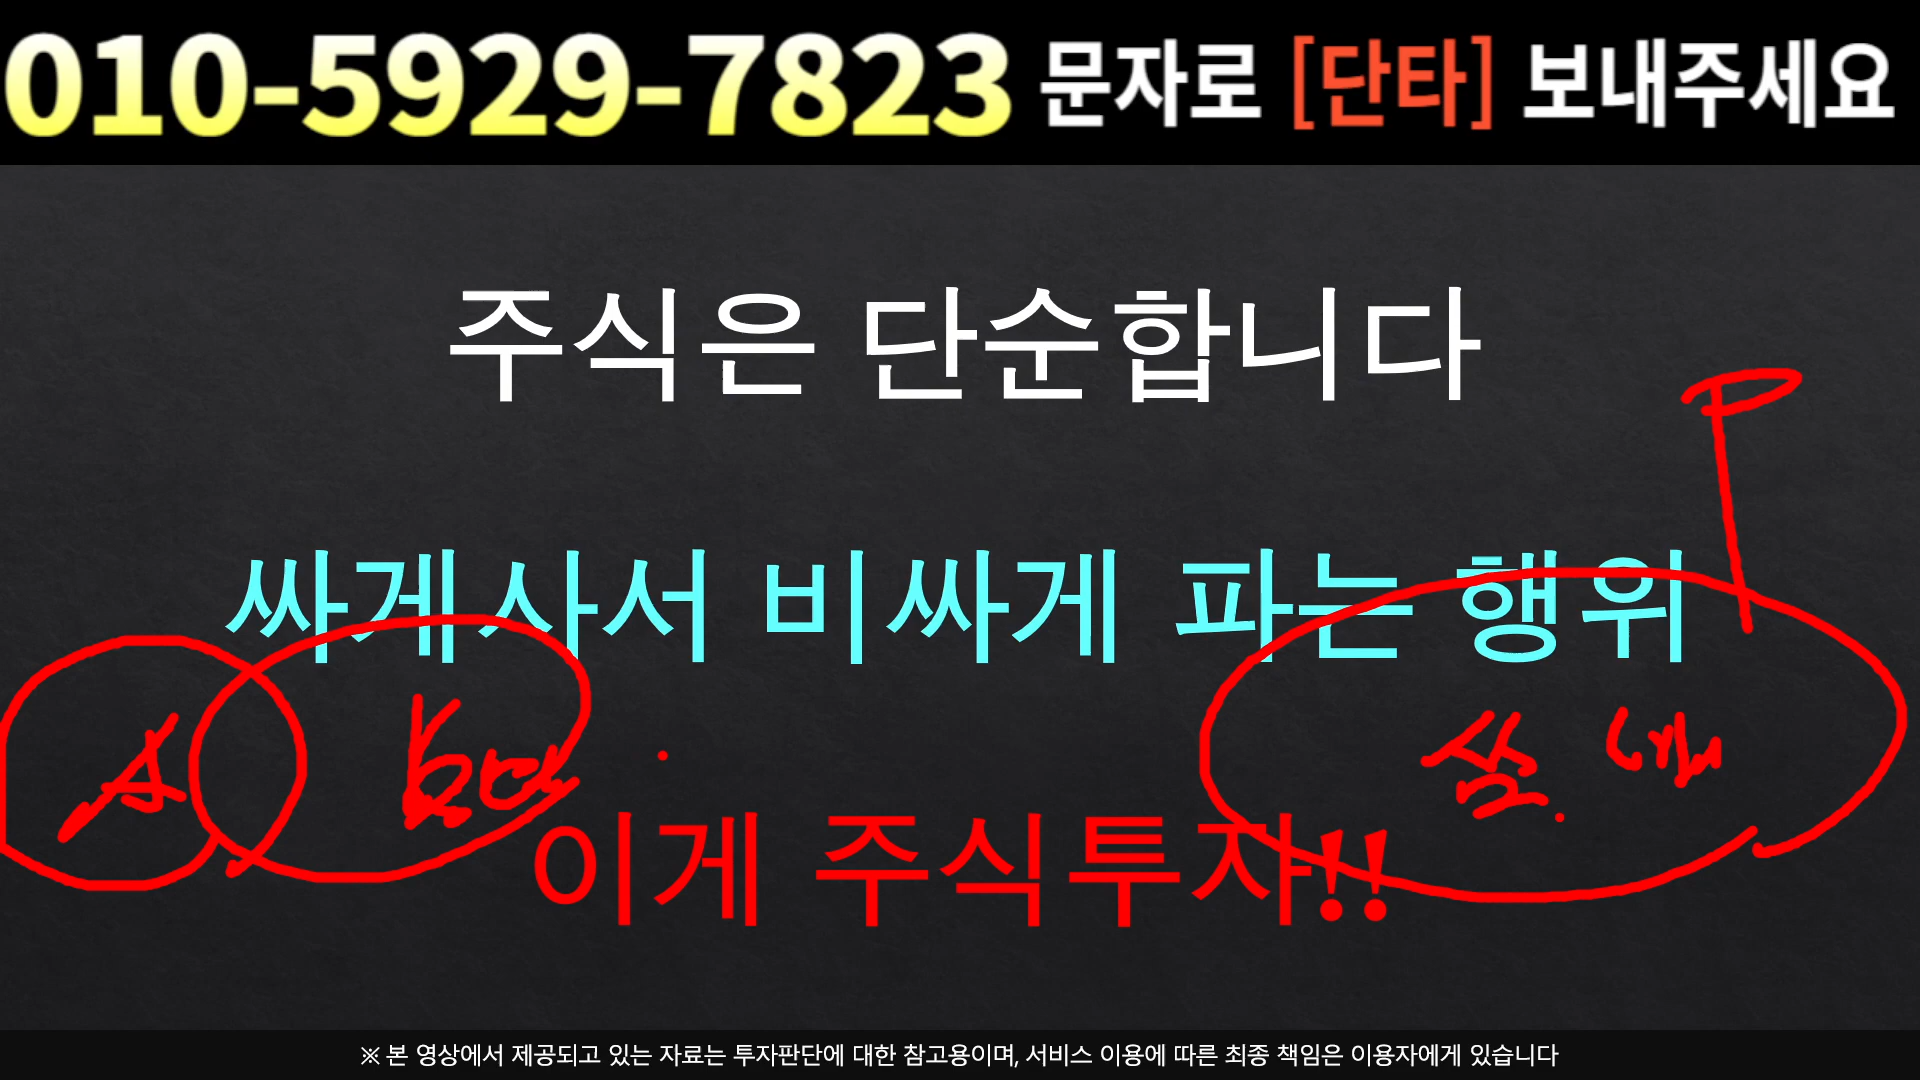 010-5929-7823 문자로 [단타] 보내주세요
주식은 단순합니다
싸게사서 비싸게 파는 행위
이게 주식투자!!
※ 본 영상에서 제공되고 있는 자료는 투자판단에 대한 참고용이며, 서비스 이용에 따른 최종 책임은 이용자에게 있습니다